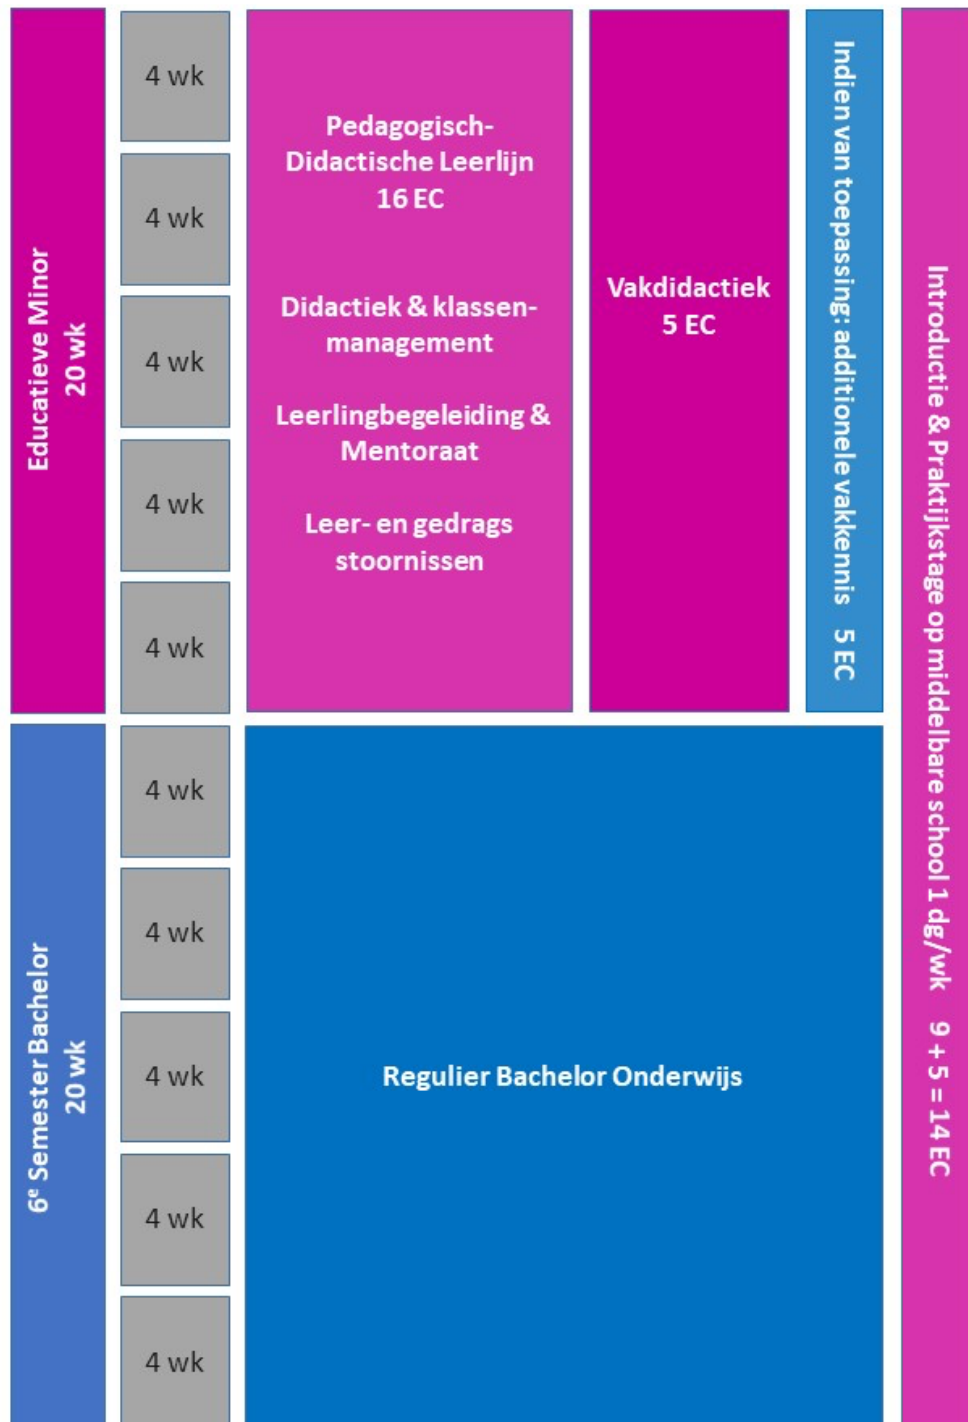 Educatieve Minor
20 wk
4 wk
4 wk
4 wk
4 wk
4 wk
Pedagogisch-
Didactische Leerlijn
16 EC
Didactiek & klassen-
management
Leerlingbegeleiding &
Mentoraat
Leer- en gedrags
stoornissen
Vakdidactiek
5 EC
Indien van toepassing: additionele vakkennis 5 EC
Introductie & Praktijkstage op middelbare school 1 dg/wk 9 + 5 = 14 EC
6e Semester Bachelor
20 wk
4 wk
4 wk
4 wk
4 wk
4 wk
Regulier Bachelor Onderwijs